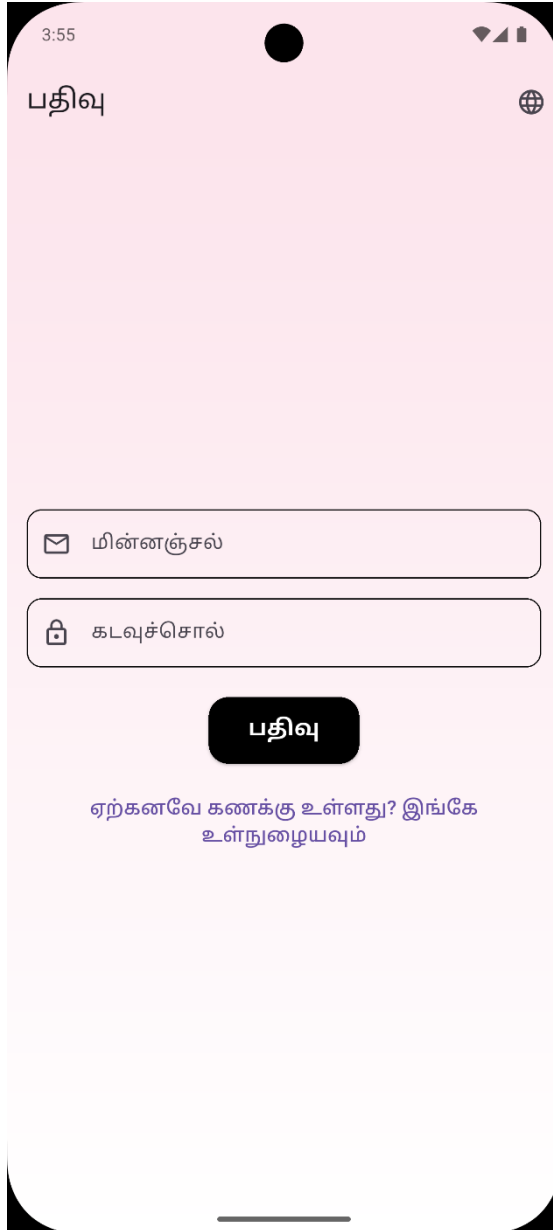 3:55
பதிவு
மின்னஞ்சல்
கடவுச்சொல்
பதிவு
ஏற்கனவே கணக்கு உள்ளது? இங்கே
உள்நுழையவும்